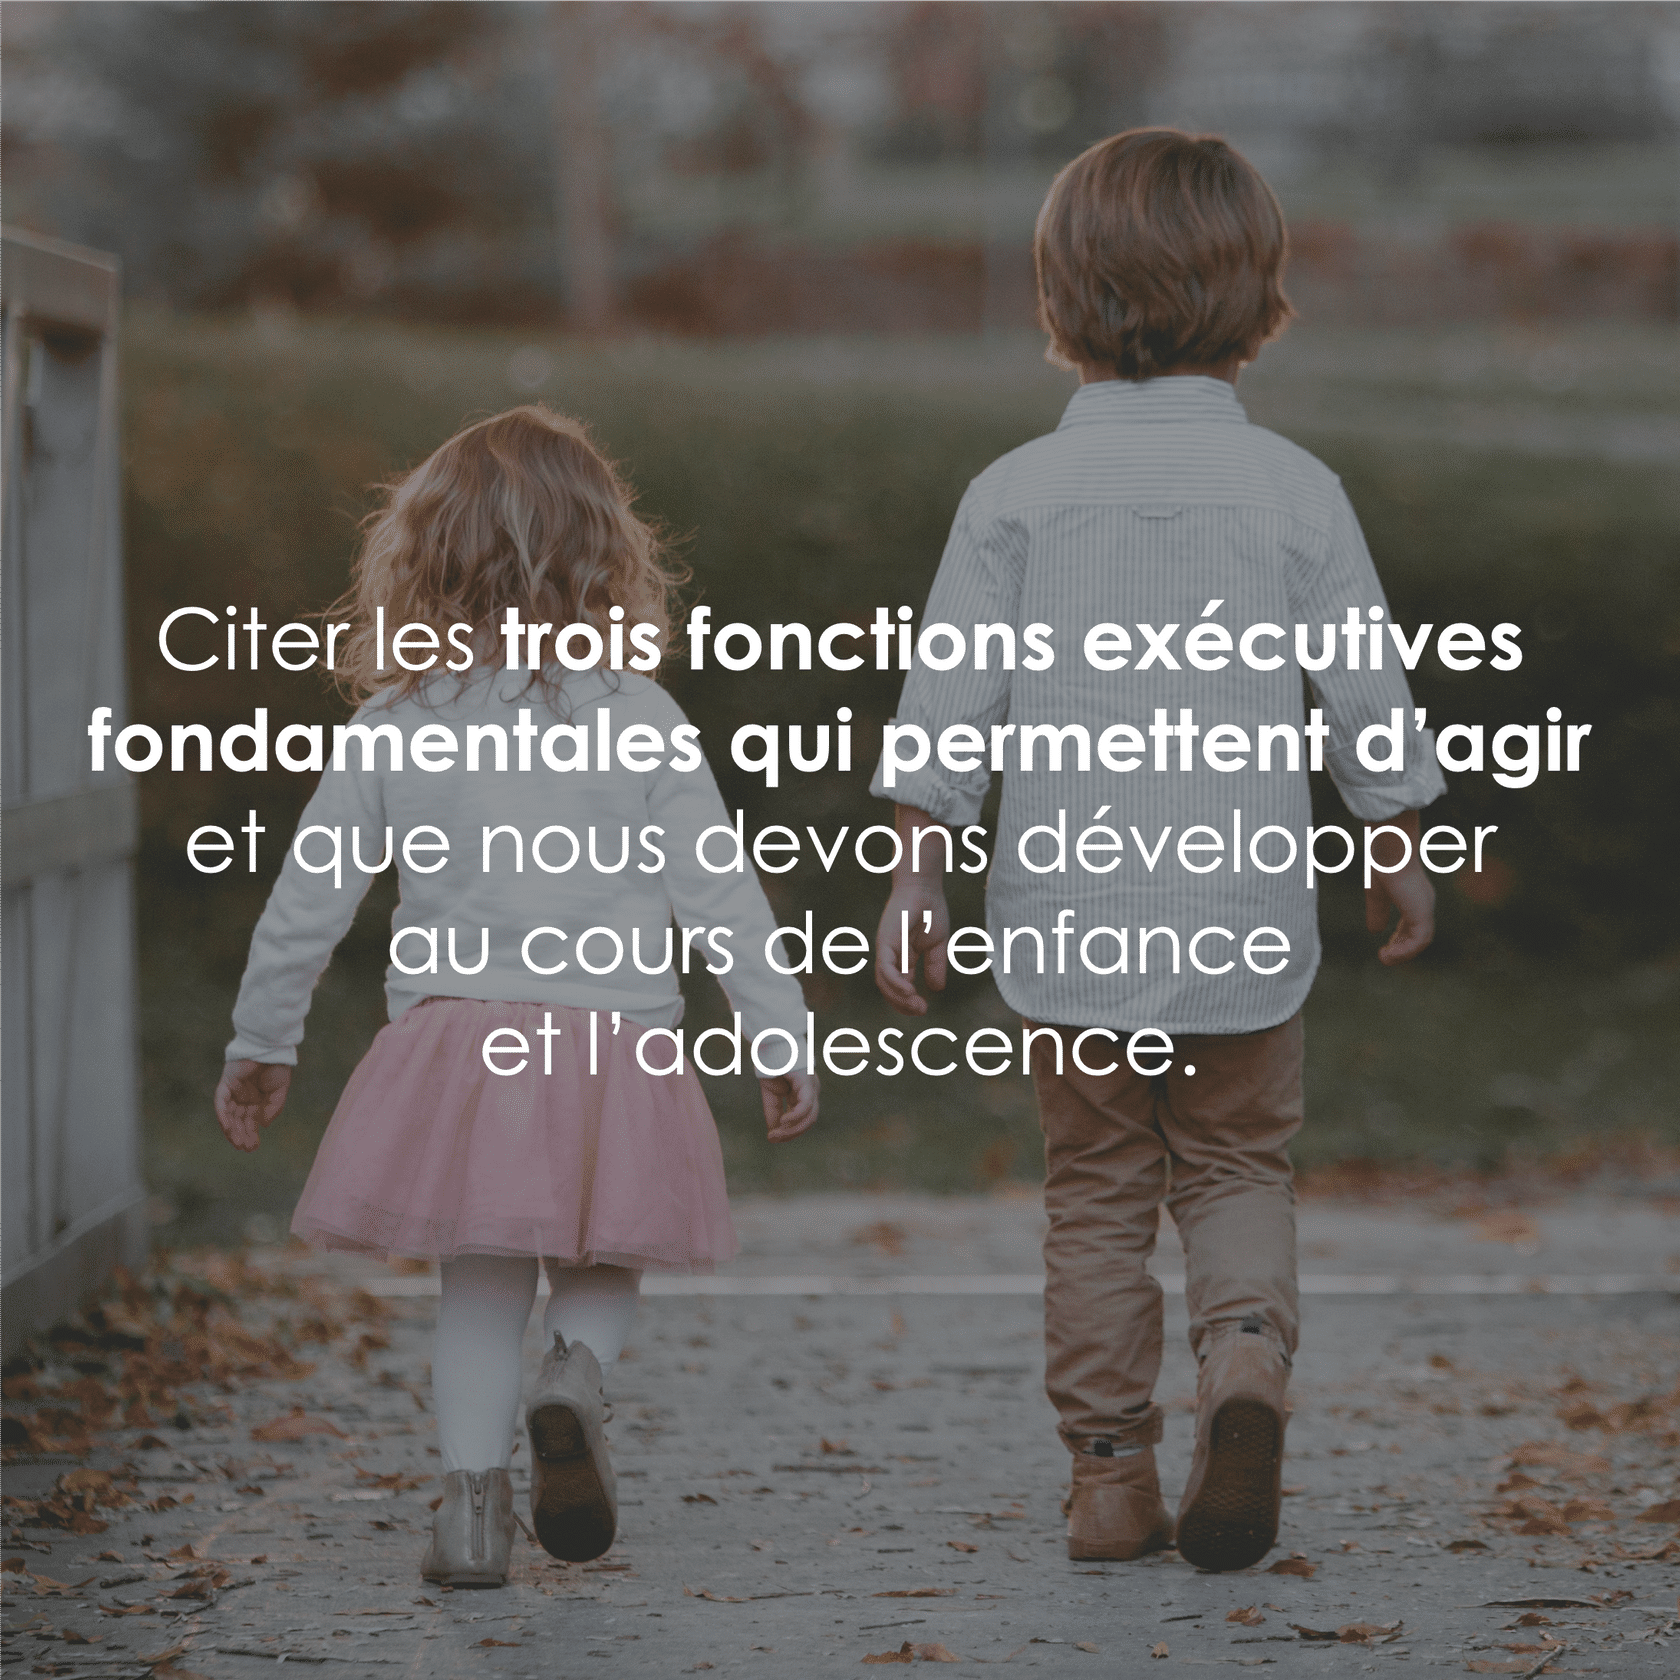 Citer les trois fonctions exécutives
fondamentales qui permettent d’agir
et que nous devons développer
au cours de l’enfance
et l’adolescence.